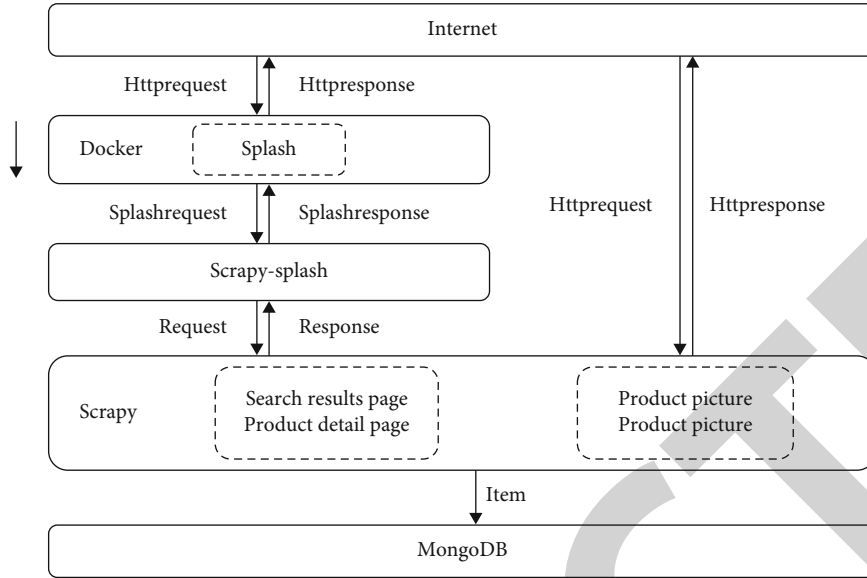 Internet
Httprequest
Httpresponse
Docker
Splash
Splashrequest
Splashresponse
Httprequest
Httpresponse
Scrapy-splash
Request
Response
Scrapy
Search results page
Product detail page
Product picture
Product picture
Item
MongoDB